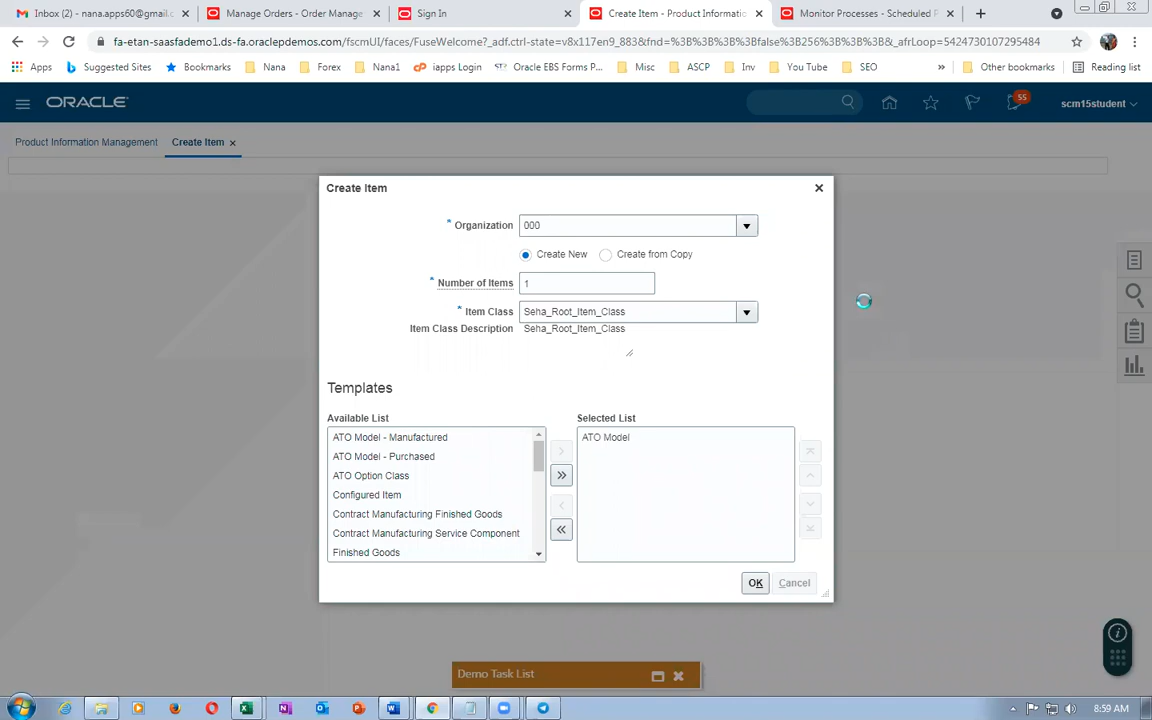 Inbox (2) - nana.apps60@gmail.c
Manage Orders - Order Manage
Sign In
Create Item - Product Informatio
Monitor Processes - Scheduled P
fa-etan-saasfademo1.ds-fa.oraclepdemos.com/fscmUI/faces/FuseWelcome?_adf.ctrl-state=v8x117en9_883&fnd=%3B%3B%3B%3Bfalse%3B256%3B%3B%3B&_afrLoop=5424730107295484
Apps
Suggested Sites
Bookmarks
Nana
Forex
Nana1
iapps Login
Oracle EBS Forms P...
Misc
ASCP
Inv
You Tube
SEO
»
Other bookmarks
Reading list
ORACLE
55
scm15student
Product Information Management
Create Item
Create Item
* Organization 000
Create New Create from Copy
* Number of Items 1
* Item Class Seha_Root_Item_Class
Item Class Description Seha_Root_Item_Class
Templates
Available List
ATO Model - Manufactured
ATO Model - Purchased
ATO Option Class
Configured Item
Contract Manufacturing Finished Goods
Contract Manufacturing Service Component
Finished Goods
Selected List
ATO Model
OK Cancel
Demo Task List
8:59 AM